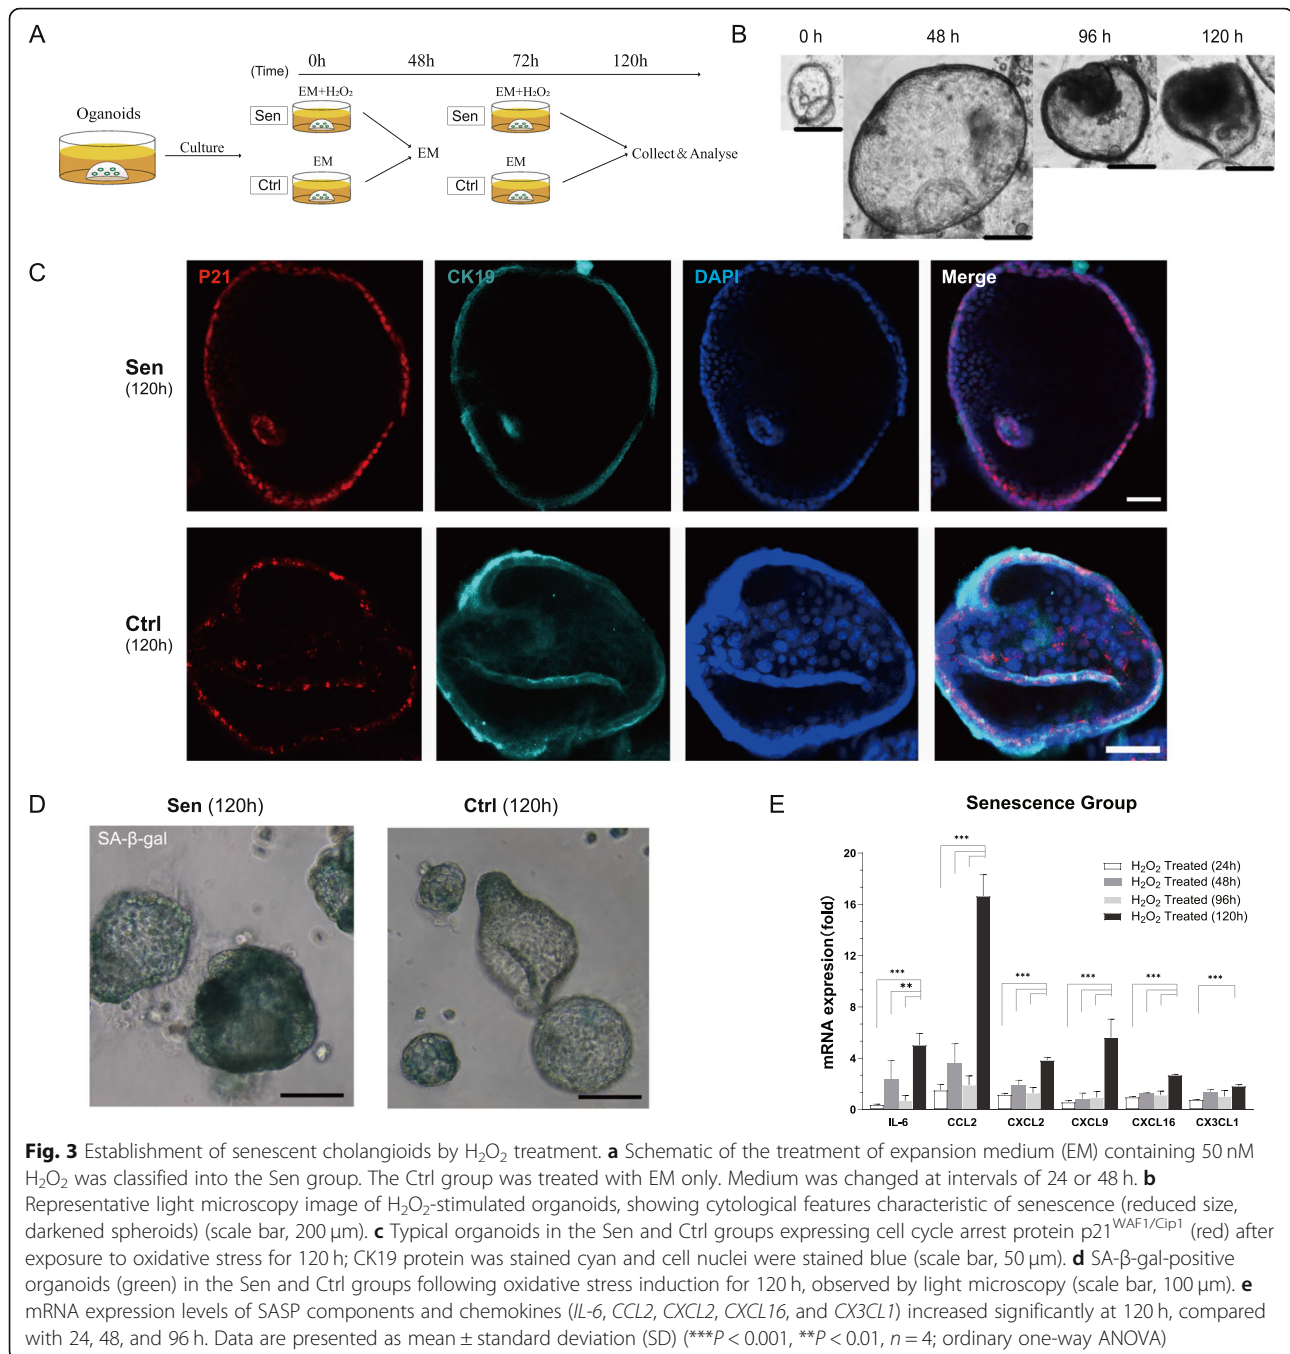 A
(Time)
0h
48h
72h
120h
Oganoids
Culture
Sen
EM+H₂O₂
Ctrl
EM
EM
Sen
EM+H₂O₂
Ctrl
EM
Collect & Analyse
B
0 h
48 h
96 h
120 h
C
P21
CK19
DAPI
Merge
Sen
(120h)
Ctrl
(120h)
D
Sen (120h)
Ctrl (120h)
SA-β-gal
E
Senescence Group
mRNA expresion(fold)
20
16
12
8
4
0
***
***
**
***
***
***
***
H₂O₂ Treated (24h)
H₂O₂ Treated (48h)
H₂O₂ Treated (96h)
H₂O₂ Treated (120h)
IL-6
CCL2
CXCL2
CXCL9
CXCL16
CX3CL1
Fig. 3 Establishment of senescent cholangioids by H₂O₂ treatment. a Schematic of the treatment of expansion medium (EM) containing 50 nM
H₂O₂ was classified into the Sen group. The Ctrl group was treated with EM only. Medium was changed at intervals of 24 or 48 h. b
Representative light microscopy image of H₂O₂-stimulated organoids, showing cytological features characteristic of senescence (reduced size,
darkened spheroids) (scale bar, 200 μm). c Typical organoids in the Sen and Ctrl groups expressing cell cycle arrest protein p21^WAF1/Cip1 (red) after
exposure to oxidative stress for 120 h; CK19 protein was stained cyan and cell nuclei were stained blue (scale bar, 50 μm). d SA-β-gal-positive
organoids (green) in the Sen and Ctrl groups following oxidative stress induction for 120 h, observed by light microscopy (scale bar, 100 μm). e
mRNA expression levels of SASP components and chemokines (IL-6, CCL2, CXCL2, CXCL16, and CX3CL1) increased significantly at 120 h, compared
with 24, 48, and 96 h. Data are presented as mean ± standard deviation (SD) (***P < 0.001, **P < 0.01, n = 4; ordinary one-way ANOVA)